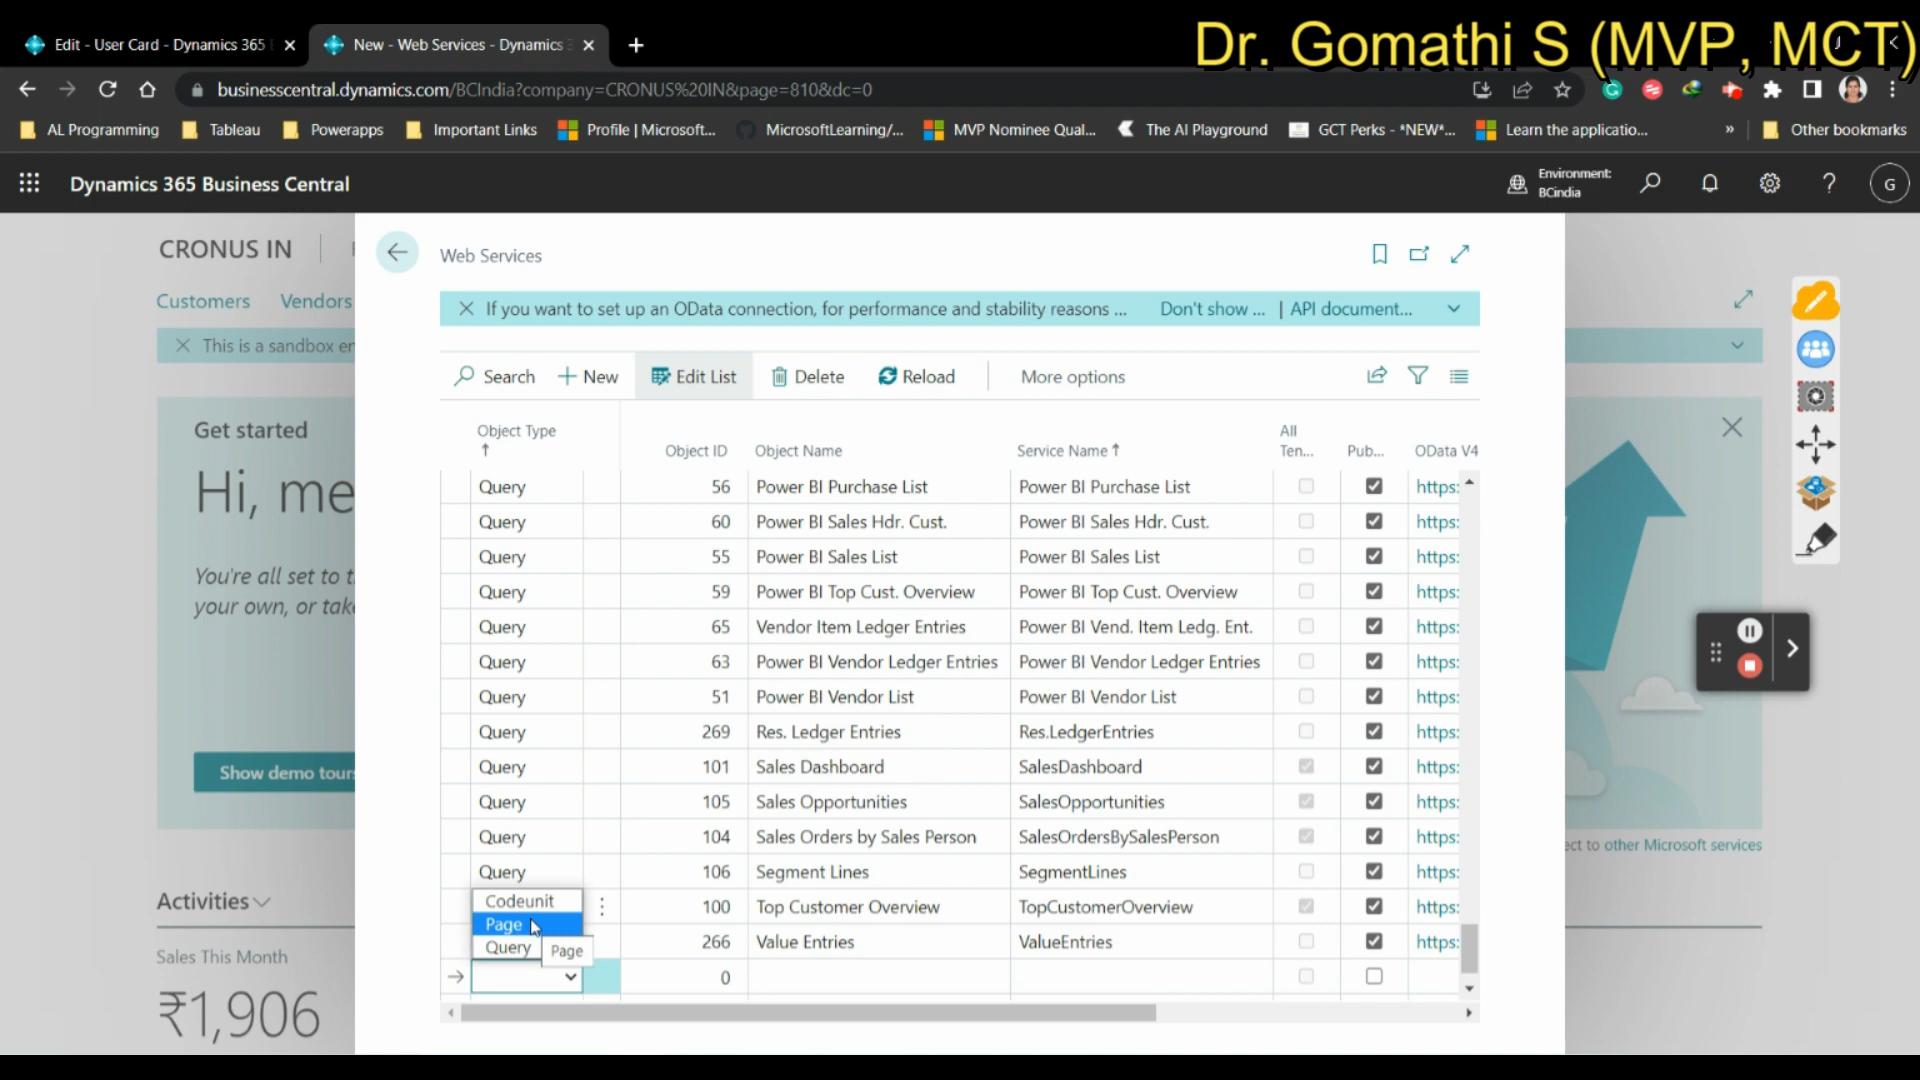 Dr. Gomathi S (MVP, MCT)
Edit - User Card - Dynamics 365
New - Web Services - Dynamics 3
businesscentral.dynamics.com/BCIndia?company=CRONUS%20IN&page=810&dc=0
AL Programming Tableau Powerapps Important Links Profile | Microsoft... MicrosoftLearning/... MVP Nominee Qual... The AI Playground GCT Perks - *NEW*... Learn the applicatio... » Other bookmarks
Dynamics 365 Business Central
Environment:
BCindia
?
G
CRONUS IN
Customers Vendors
This is a sandbox en
Get started
Hi, me
You're all set to t
your own, or take
Show demo tours
ect to other Microsoft services
Activities
Sales This Month
₹1,906
Web Services
If you want to set up an OData connection, for performance and stability reasons ... Don't show ... | API document...
Search New Edit List Delete Reload More options
Object Type ↑ Object ID Object Name Service Name ↑ All Ten... Pub... OData V4
Query 56 Power BI Purchase List Power BI Purchase List https:
Query 60 Power BI Sales Hdr. Cust. Power BI Sales Hdr. Cust. https:
Query 55 Power BI Sales List Power BI Sales List https:
Query 59 Power BI Top Cust. Overview Power BI Top Cust. Overview https:
Query 65 Vendor Item Ledger Entries Power BI Vend. Item Ledg. Ent. https:
Query 63 Power BI Vendor Ledger Entries Power BI Vendor Ledger Entries https:
Query 51 Power BI Vendor List Power BI Vendor List https:
Query 269 Res. Ledger Entries Res.LedgerEntries https:
Query 101 Sales Dashboard SalesDashboard https:
Query 105 Sales Opportunities SalesOpportunities https:
Query 104 Sales Orders by Sales Person SalesOrdersBySalesPerson https:
Query 106 Segment Lines SegmentLines https:
100 Top Customer Overview TopCustomerOverview https:
266 Value Entries ValueEntries https:
0
Codeunit
Page
Query
Page